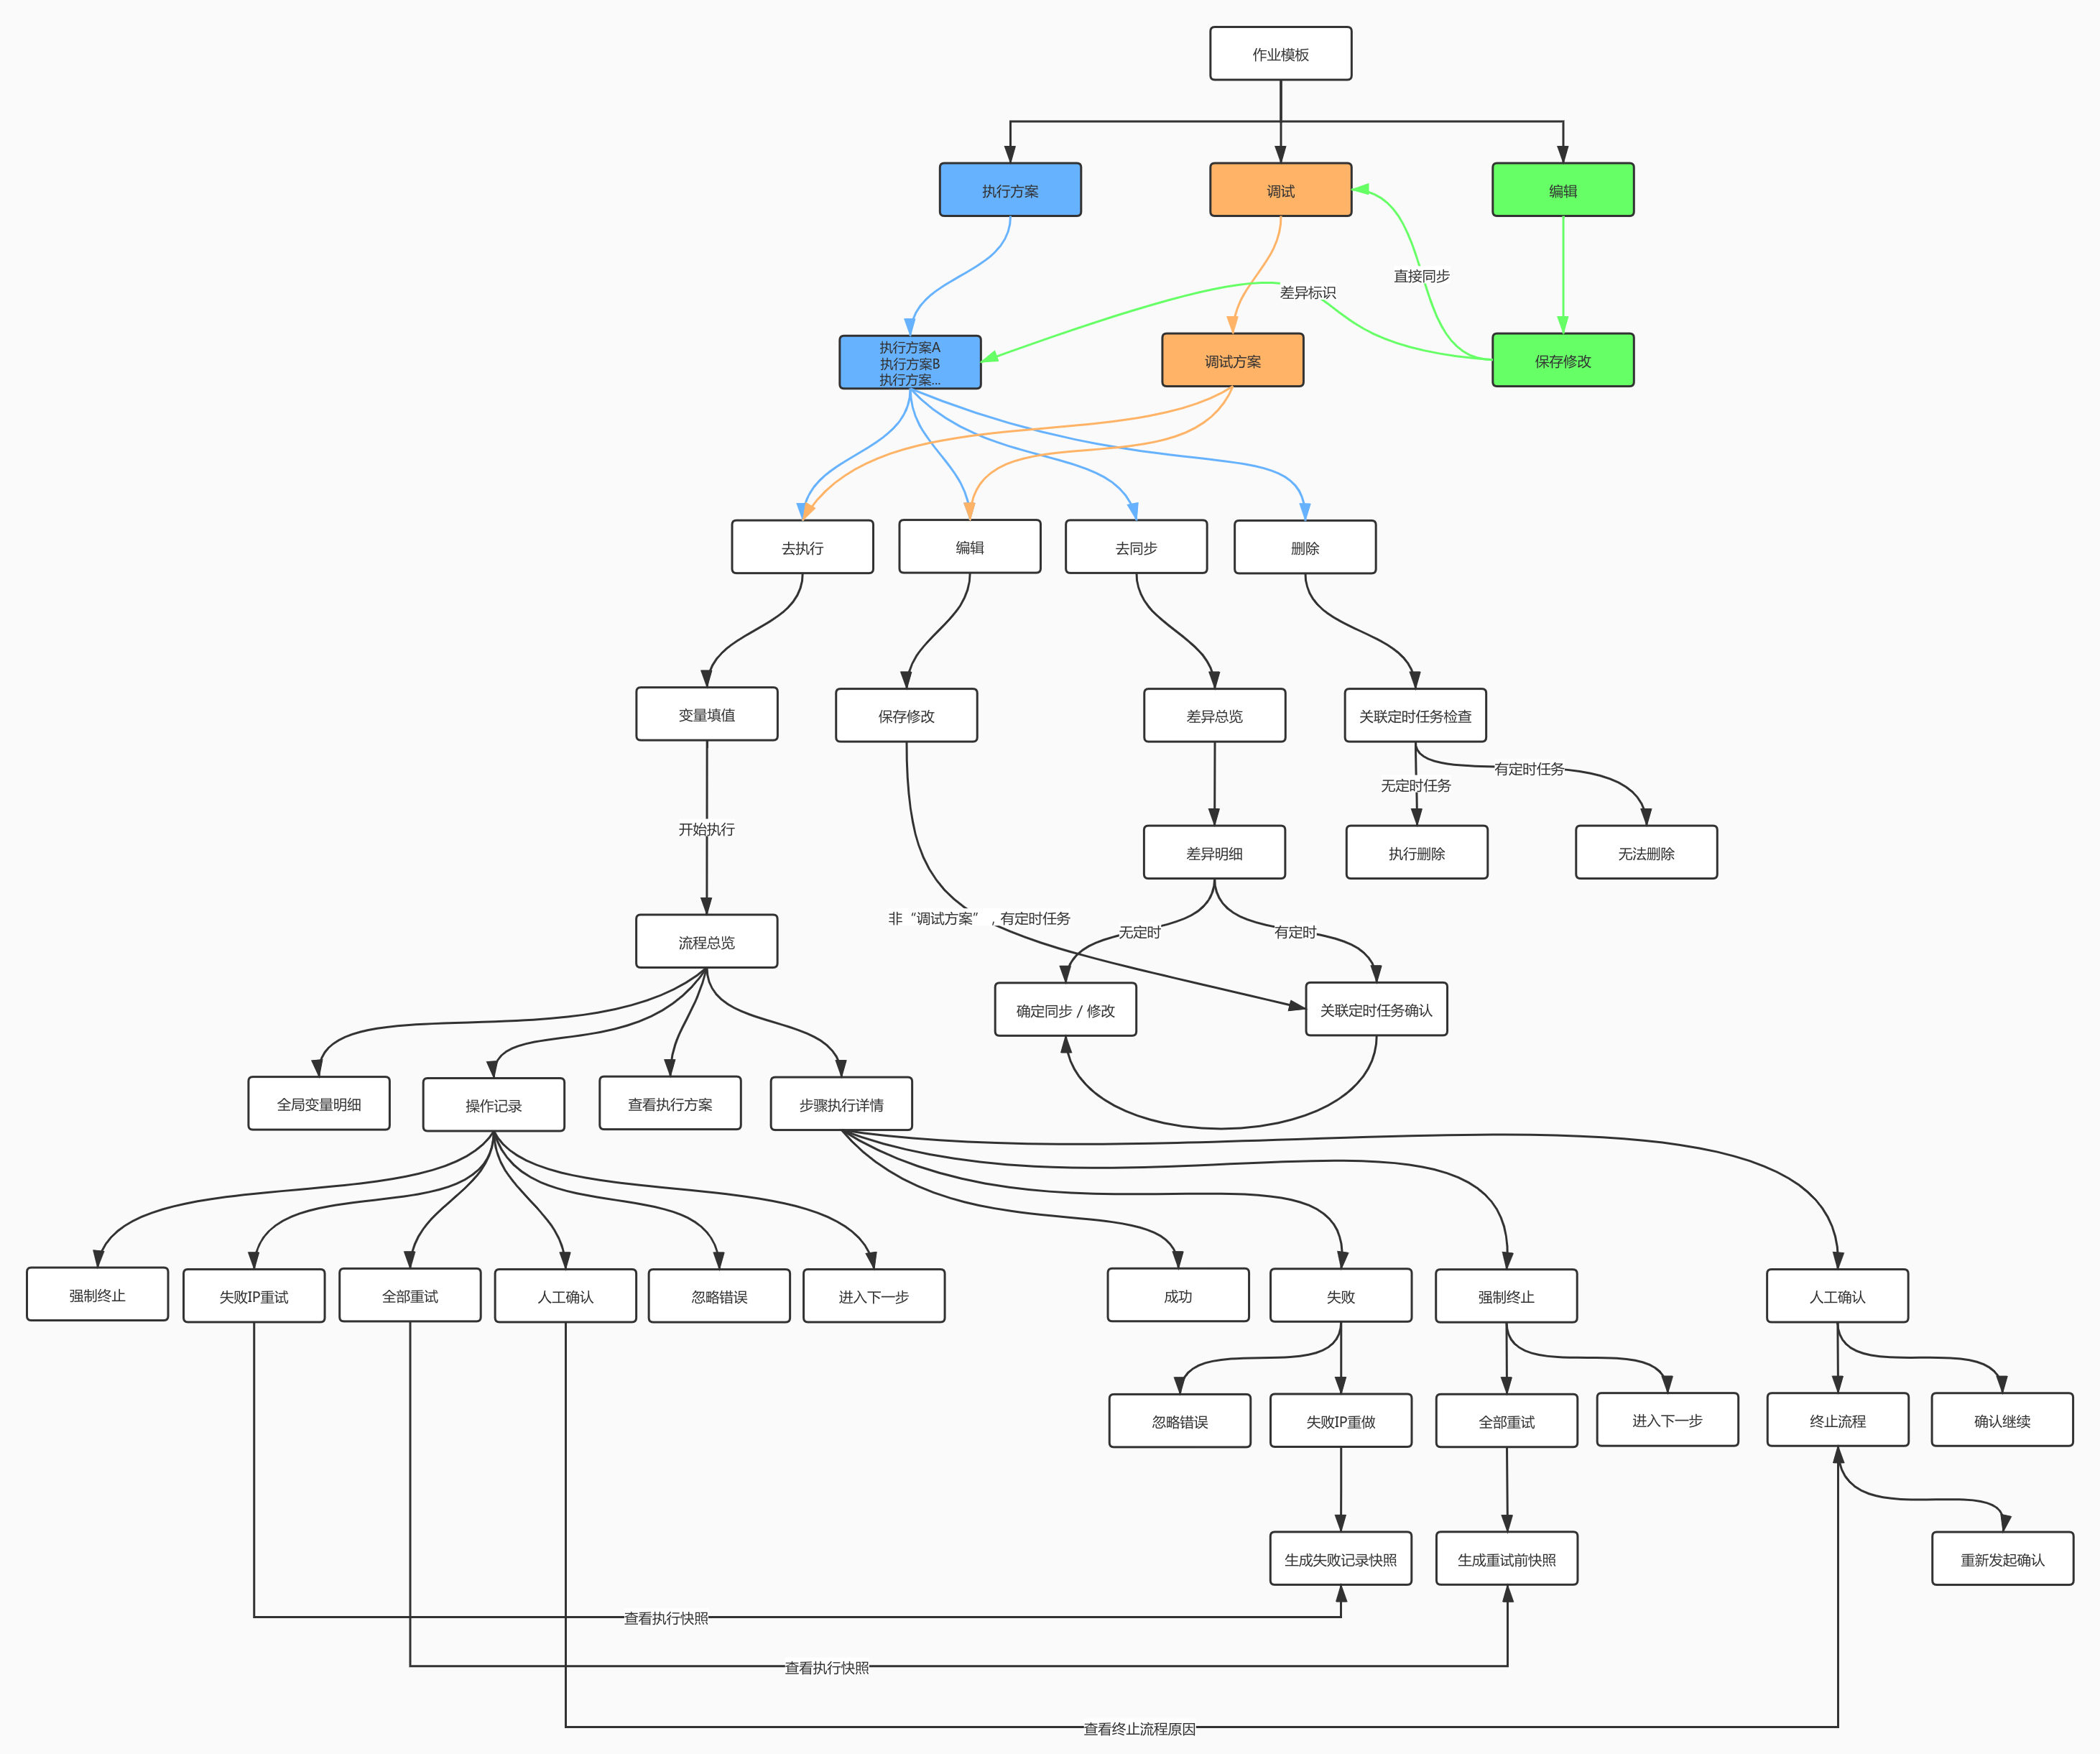 作业模板
执行方案
调试
编辑
直接同步
差异标识
执行方案A
执行方案B
执行方案...
调试方案
保存修改
去执行
编辑
去同步
删除
变量填值
保存修改
差异总览
关联定时任务检查
有定时任务
无定时任务
开始执行
差异明细
执行删除
无法删除
非“调试方案”，有定时任务
无定时
有定时
流程总览
确定同步 / 修改
关联定时任务确认
全局变量明细
操作记录
查看执行方案
步骤执行详情
强制终止
失败IP重试
全部重试
人工确认
忽略错误
进入下一步
成功
失败
强制终止
人工确认
忽略错误
失败IP重做
全部重试
进入下一步
终止流程
确认继续
生成失败记录快照
生成重试前快照
重新发起确认
查看执行快照
查看执行快照
查看终止流程原因